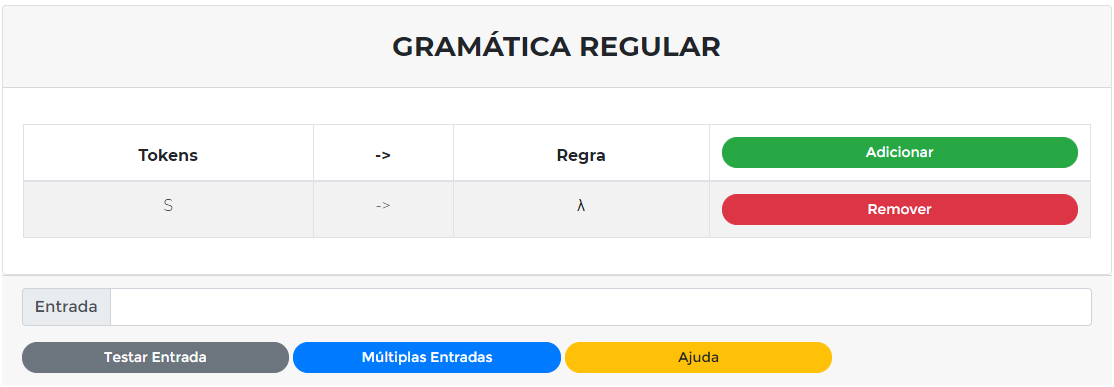 GRAMÁTICA REGULAR
Tokens -> Regra Adicionar
S -> λ Remover
Entrada
Testar Entrada Múltiplas Entradas Ajuda